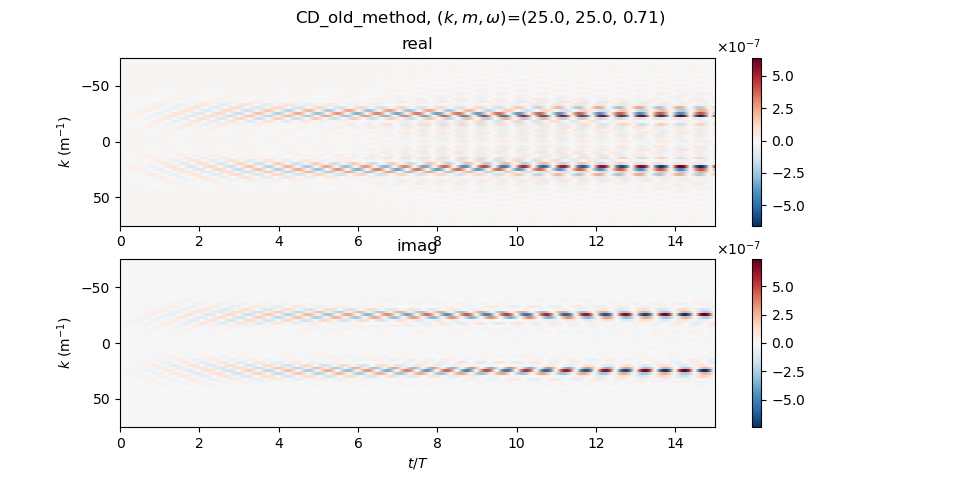 CD_old_method, (k, m, ω)=(25.0, 25.0, 0.71)
real
×10⁻⁷
−50
0
50
k (m⁻¹)
5.0
2.5
0.0
−2.5
−5.0
0 2 4 6 8 10 12 14
imag
×10⁻⁷
−50
0
50
k (m⁻¹)
5.0
2.5
0.0
−2.5
−5.0
0 2 4 6 8 10 12 14
t/T